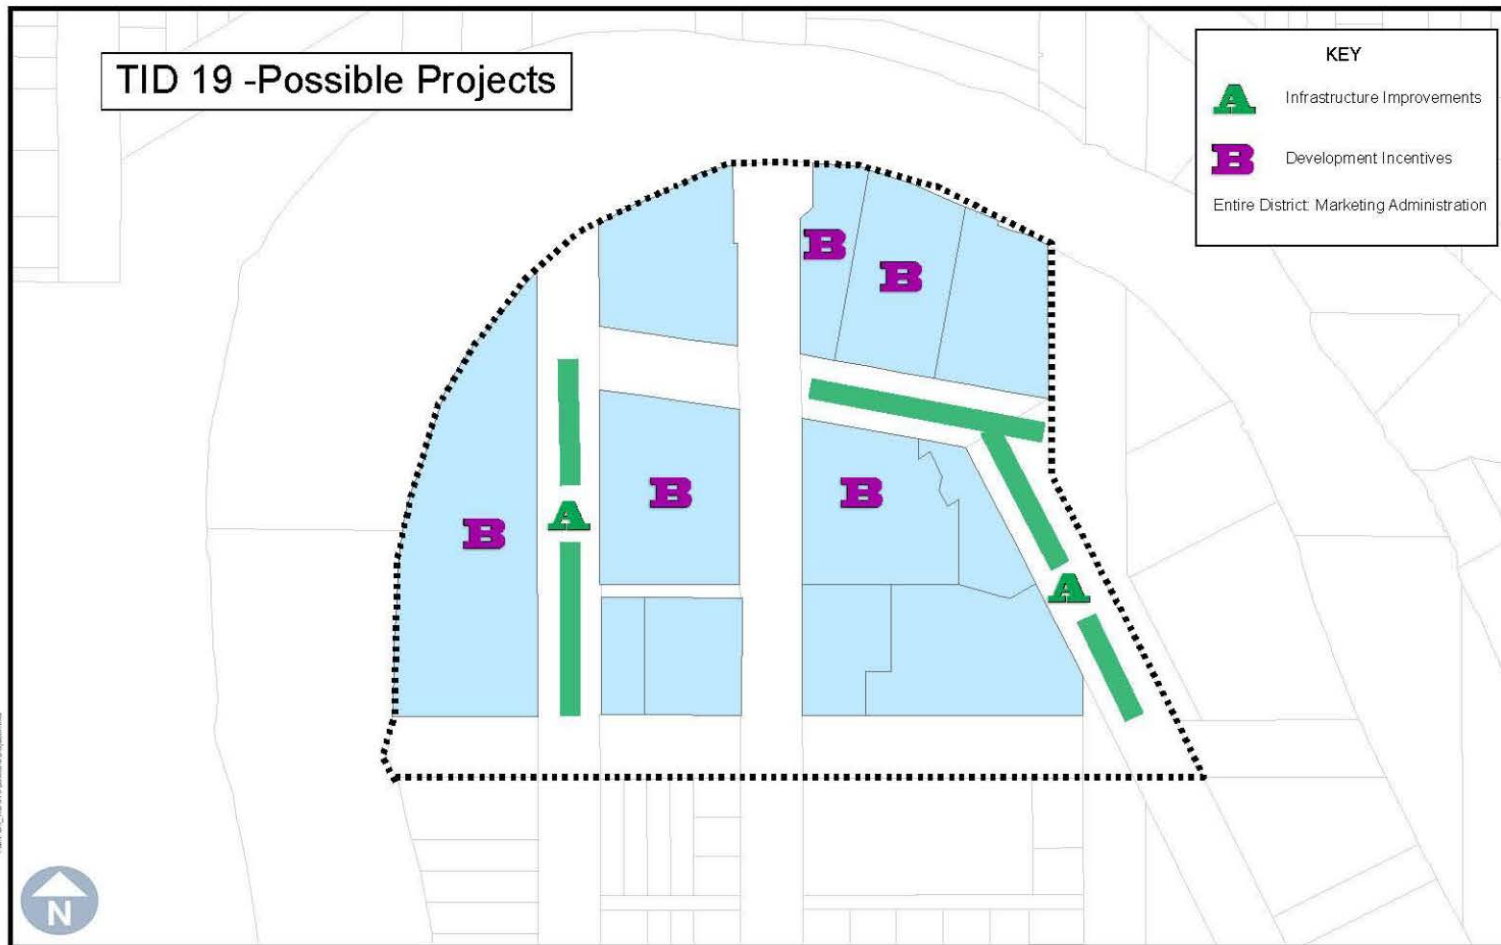 TID 19 -Possible Projects
KEY
A Infrastructure Improvements
B Development Incentives
Entire District: Marketing Administration
B
B
B
B
B
A
A
N